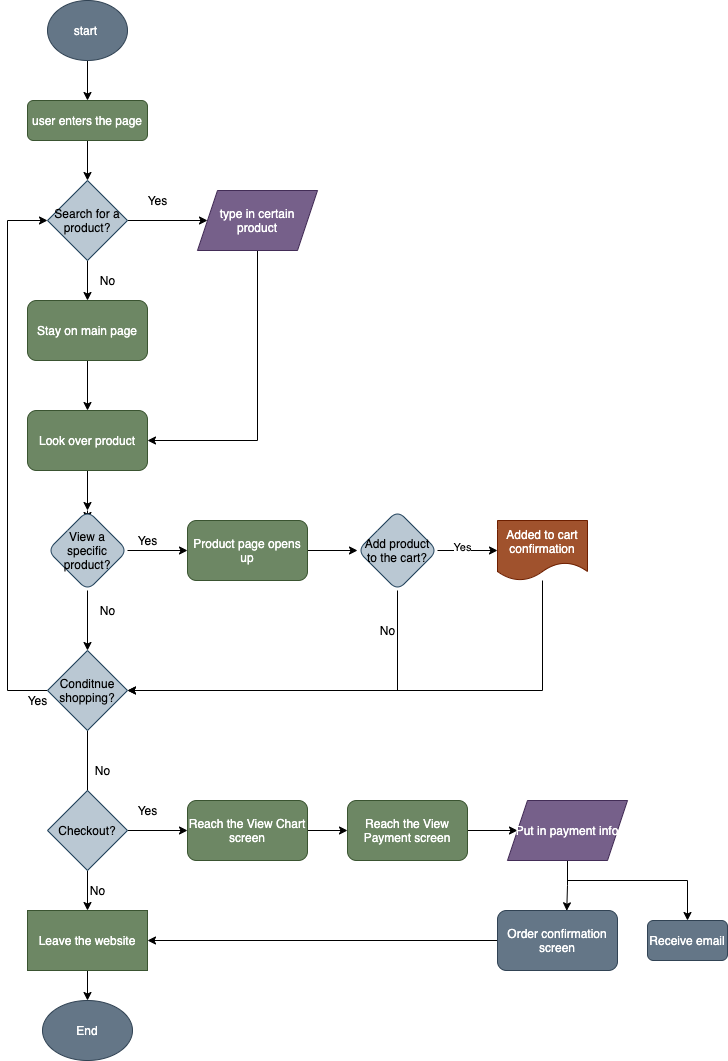 start
user enters the page
Yes
Search for a
product?
type in certain
product
No
Stay on main page
Look over product
View a
specific
product?
Yes
Product page opens
up
Add product
to the cart?
Yes
Added to cart
confirmation
No
No
Conditnue
shopping?
Yes
No
Checkout?
Yes
Reach the View Chart
screen
Reach the View
Payment screen
Put in payment info
No
Leave the website
Order confirmation
screen
Receive email
End